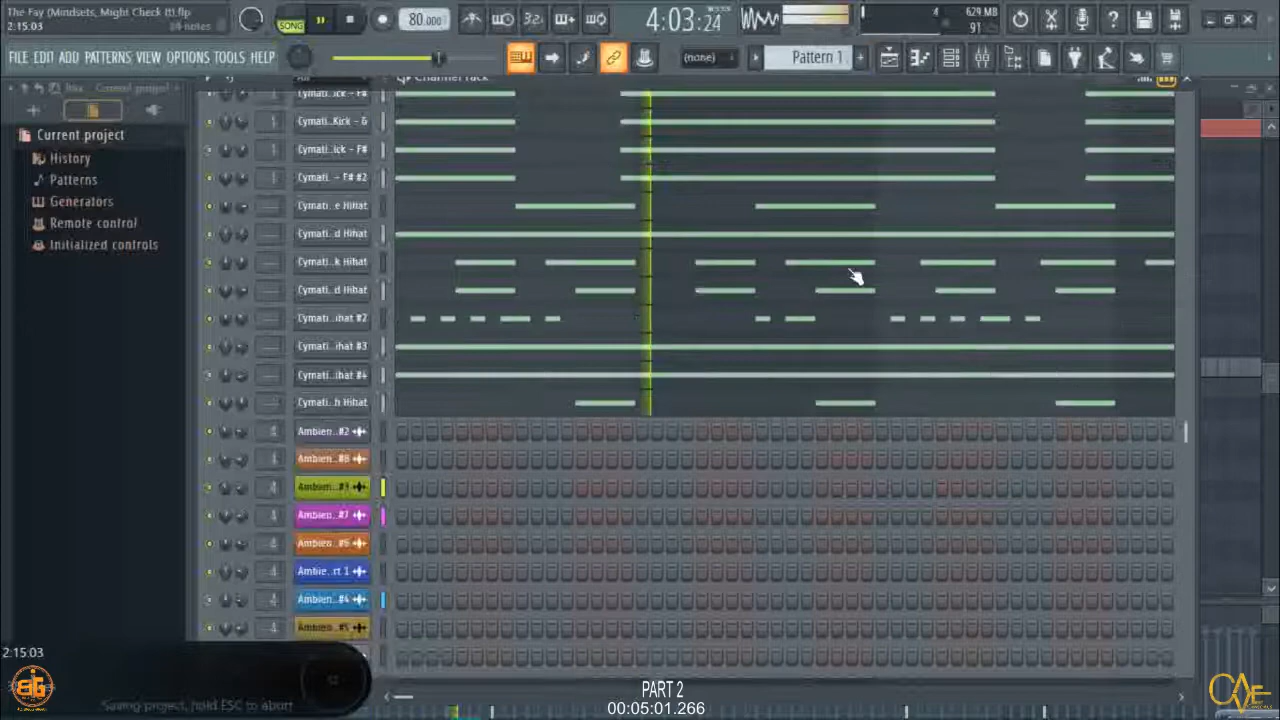 The Fay (Mindsets, Might Check It).flp
2:15:03
24 notes
SONG
80.000
4:03:24
4
629 MB
91
FILE EDIT ADD PATTERNS VIEW OPTIONS TOOLS HELP
(none)
Pattern 1
Channel rack
Current project
History
Patterns
Generators
Remote control
Initialized controls
Cymati..ick - F#
Cymati..Kick - G
Cymati..ick - F#
Cymati.. - F# #2
Cymati..e Hihat
Cymati..d Hihat
Cymati..k Hihat
Cymati..d Hihat
Cymati..ihat #2
Cymati..ihat #3
Cymati..ihat #4
Cymati..h Hihat
Ambien..#2
Ambien..#8
Ambien..#3
Ambien..#7
Ambien..#6
Ambie..rt 1
Ambien..#4
Ambien..#5
2:15:03
Saving project, hold ESC to abort
PART 2
00:05:01.266